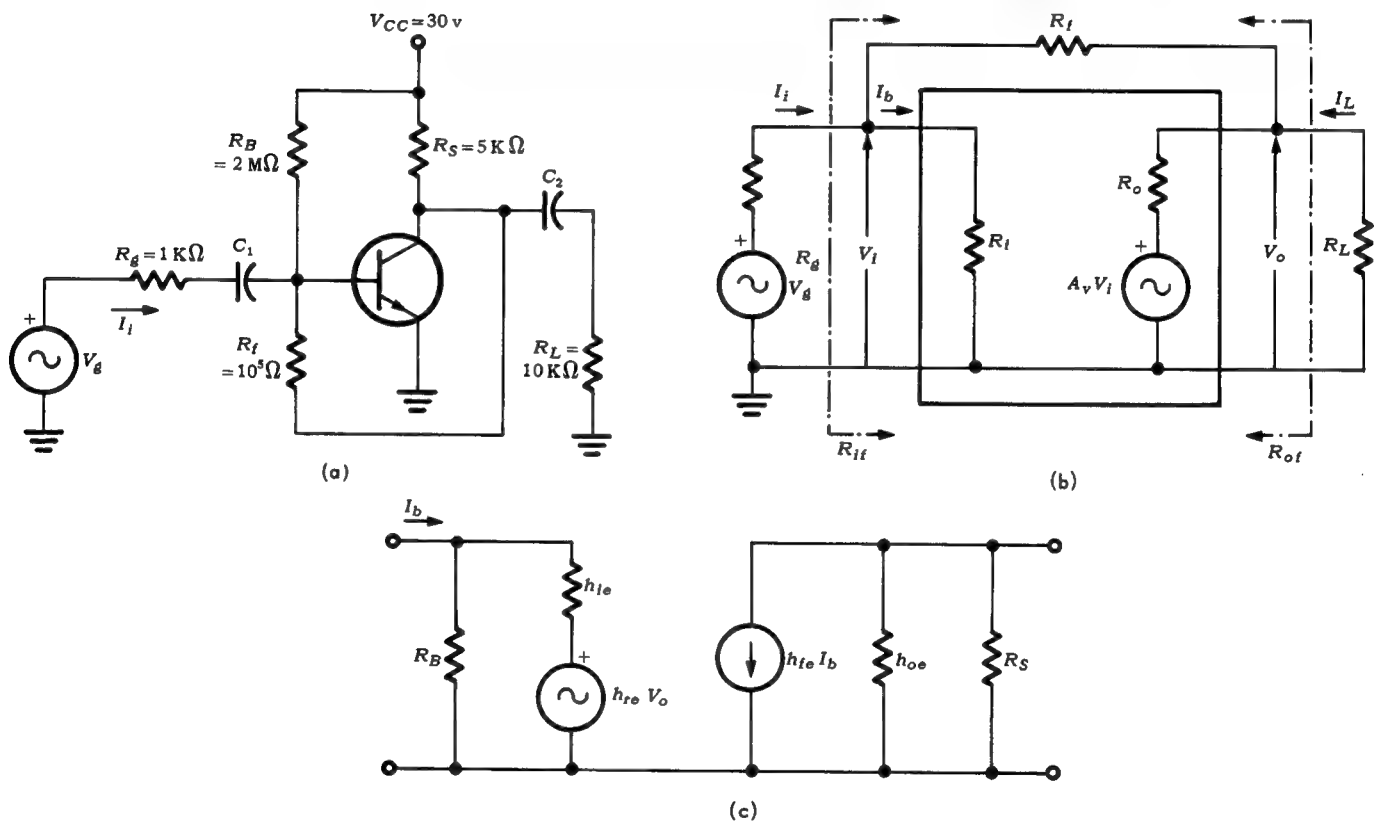 V_CC = 30 v
R_B
= 2 MΩ
R_S = 5 KΩ
C_2
R_g = 1 KΩ
C_1
I_i
+
V_g
R_f
= 10^5 Ω
R_L =
10 KΩ
(a)
R_f
I_i
I_b
I_L
R_o
+
R_g
V_g
V_i
R_i
+
A_v V_i
V_o
R_L
R_if
R_of
(b)
I_b
h_ie
R_B
+
h_re V_o
h_fe I_b
h_oe
R_S
(c)